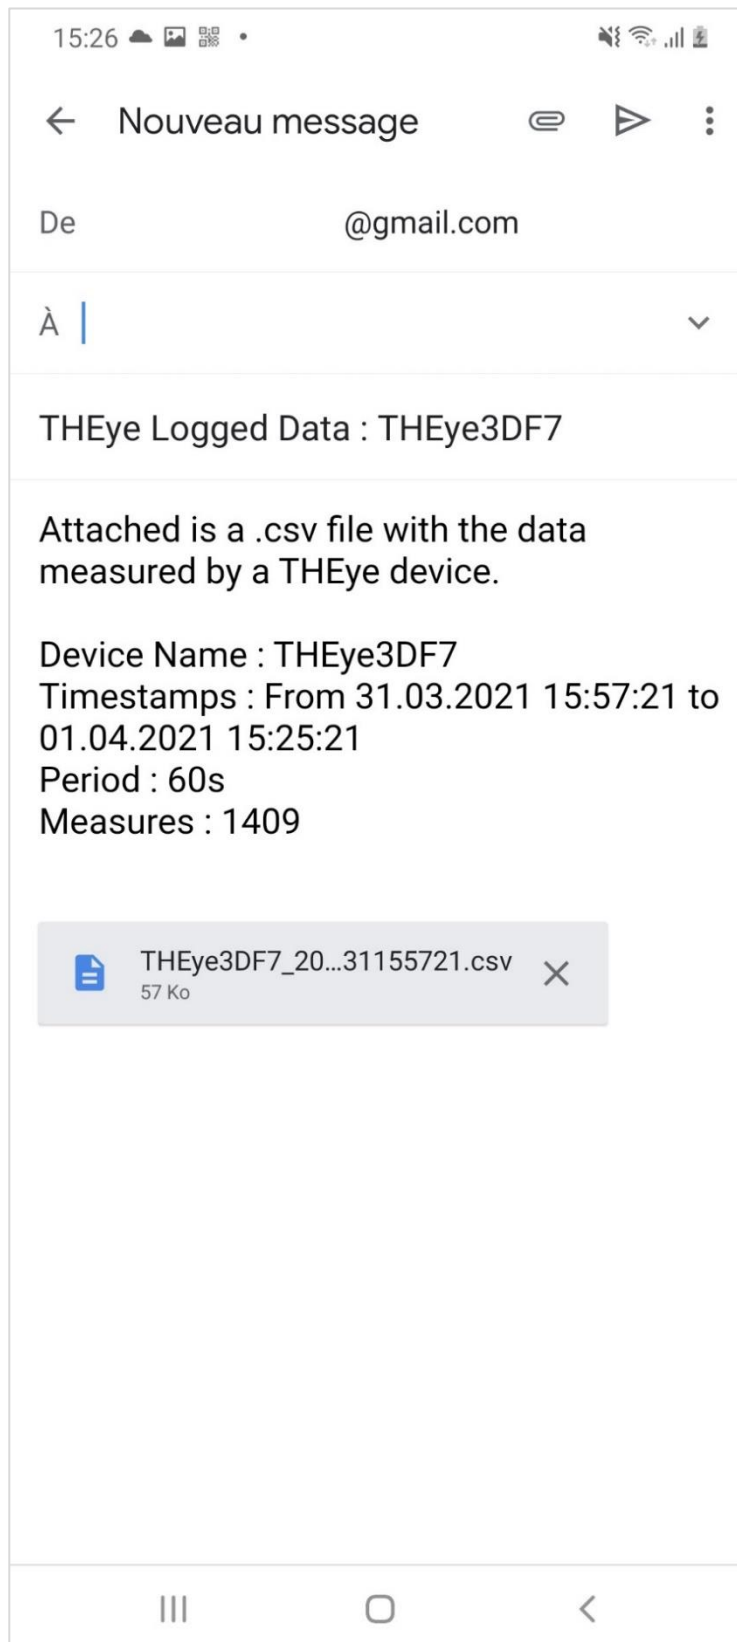 15:26
Nouveau message
De @gmail.com
À
THEye Logged Data : THEye3DF7
Attached is a .csv file with the data
measured by a THEye device.
Device Name : THEye3DF7
Timestamps : From 31.03.2021 15:57:21 to
01.04.2021 15:25:21
Period : 60s
Measures : 1409
THEye3DF7_20...31155721.csv
57 Ko